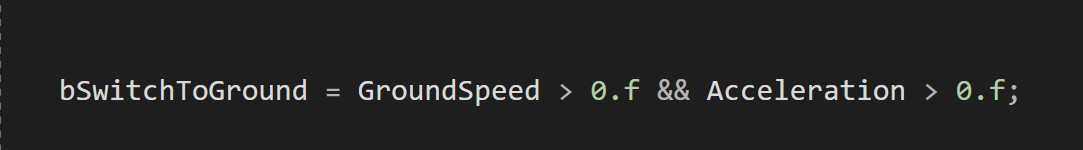 bSwitchToGround = GroundSpeed > 0.f && Acceleration > 0.f;